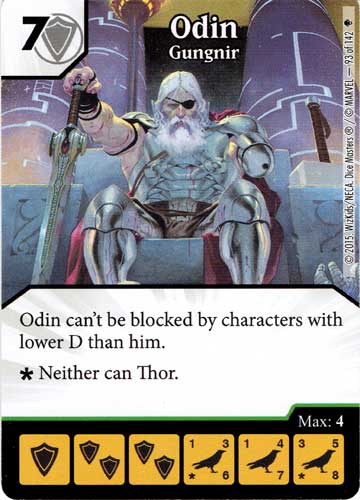 7
Odin
Gungnir
© 2015 WizKids/NECA. Dice Masters ® / © MARVEL — 93 of 142
Odin can't be blocked by characters with
lower D than him.
* Neither can Thor.
Max: 4
1 3
* 6
1 4
7
3 5
* 8